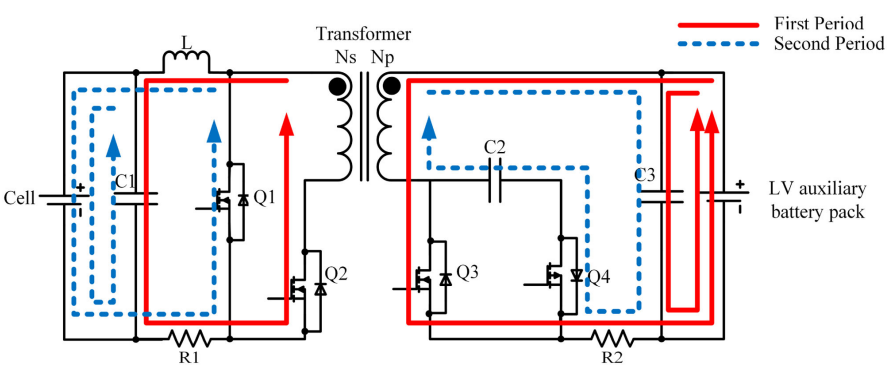 First Period
Second Period
Transformer
Ns Np
L
C2
Cell
+
-
C1
Q1
C3
+
-
LV auxiliary
battery pack
Q2
Q3
Q4
R1
R2